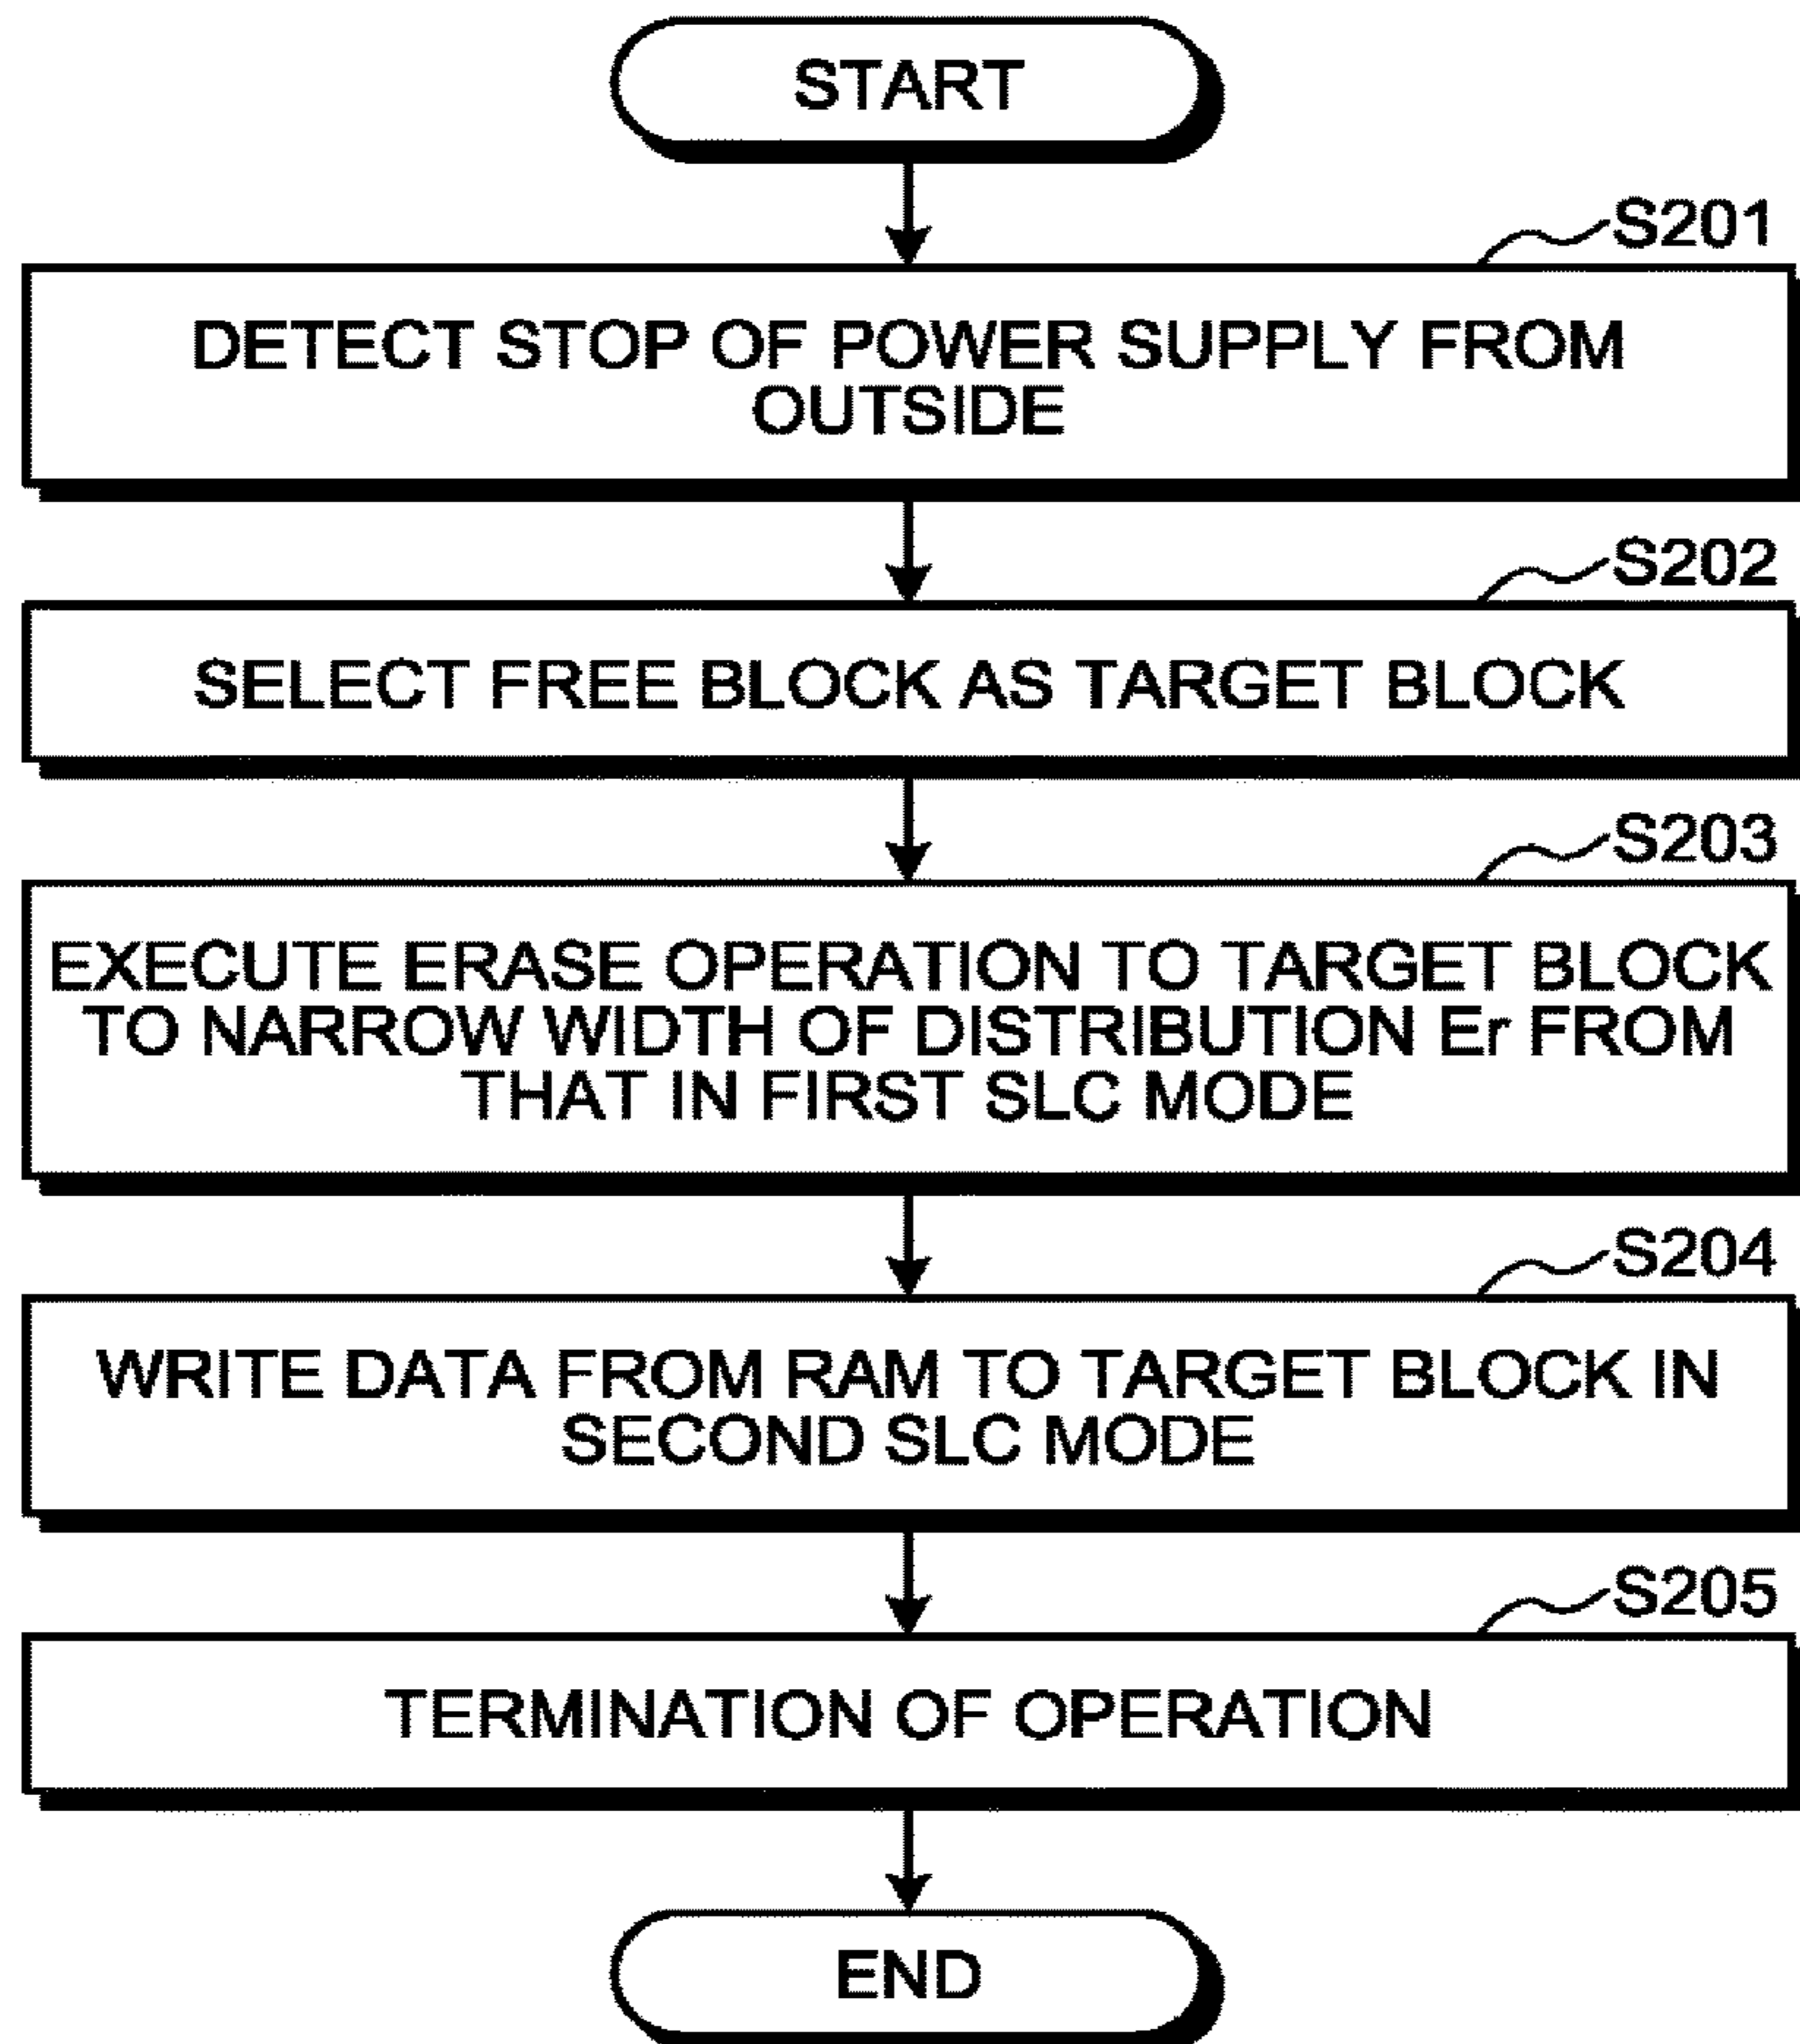 START
S201
DETECT STOP OF POWER SUPPLY FROM
OUTSIDE
S202
SELECT FREE BLOCK AS TARGET BLOCK
S203
EXECUTE ERASE OPERATION TO TARGET BLOCK
TO NARROW WIDTH OF DISTRIBUTION Er FROM
THAT IN FIRST SLC MODE
S204
WRITE DATA FROM RAM TO TARGET BLOCK IN
SECOND SLC MODE
S205
TERMINATION OF OPERATION
END